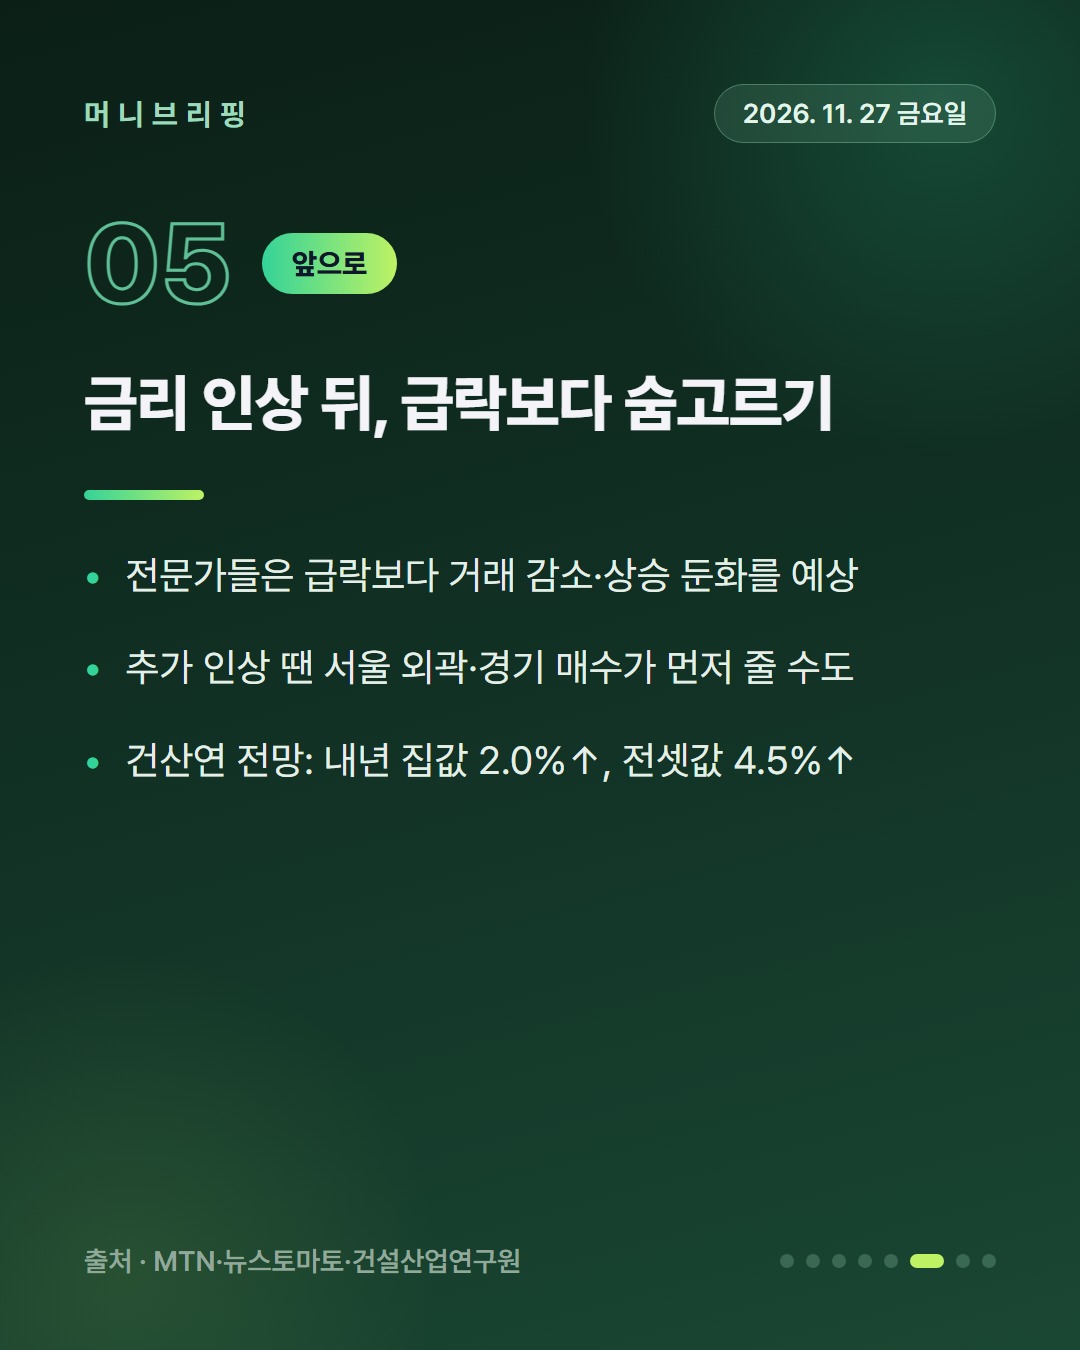 머니브리핑
2026. 11. 27 금요일
05
앞으로
금리 인상 뒤, 급락보다 숨고르기
• 전문가들은 급락보다 거래 감소·상승 둔화를 예상
• 추가 인상 땐 서울 외곽·경기 매수가 먼저 줄 수도
• 건산연 전망: 내년 집값 2.0%↑, 전셋값 4.5%↑
출처 · MTN·뉴스토마토·건설산업연구원